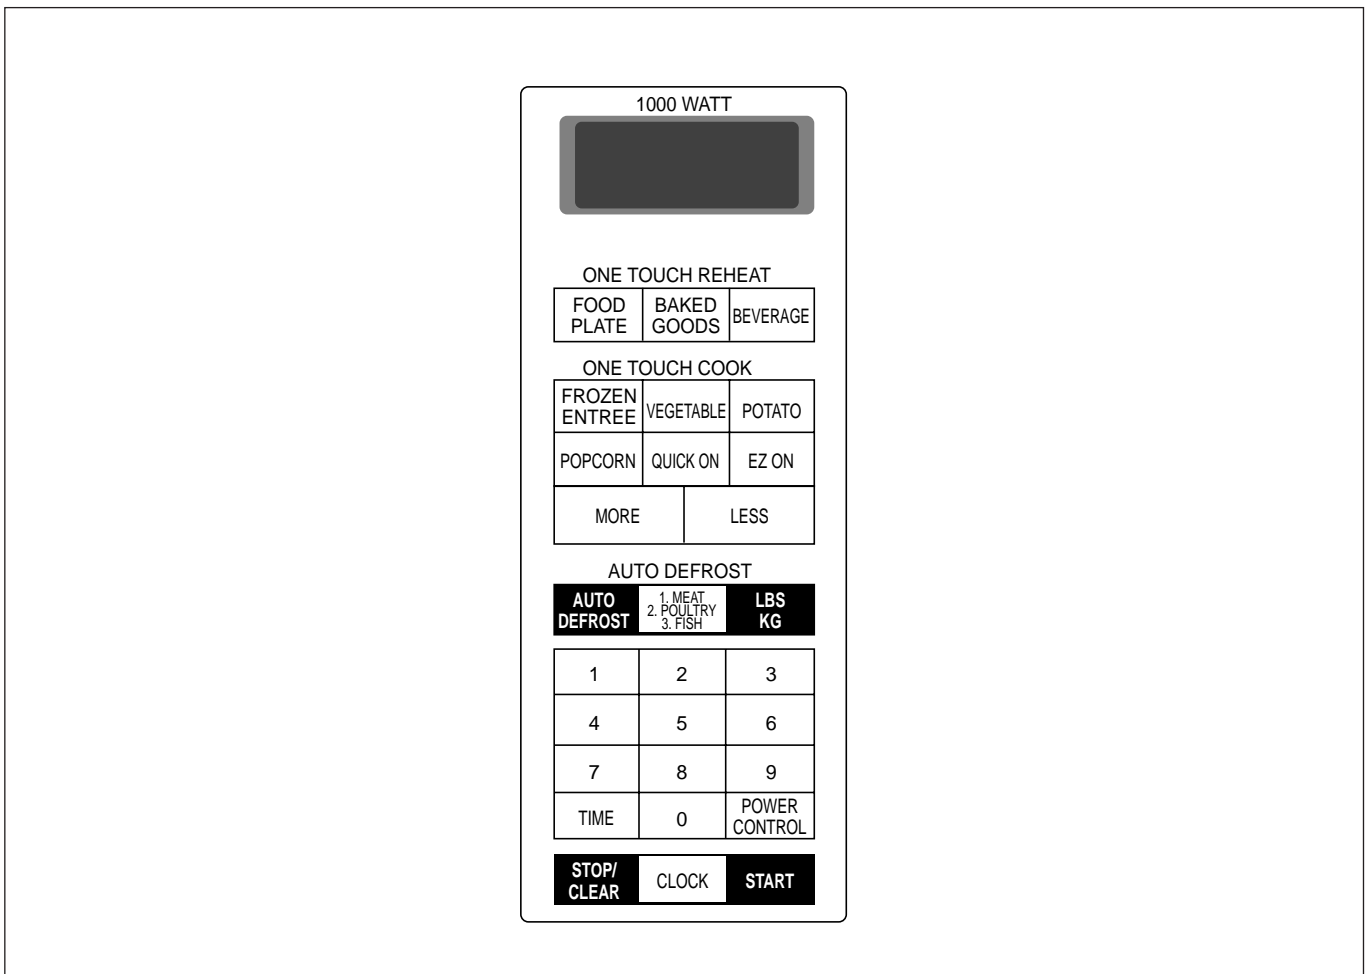 1000 WATT
ONE TOUCH REHEAT
FOOD
PLATE
BAKED
GOODS
BEVERAGE
ONE TOUCH COOK
FROZEN
ENTREE
VEGETABLE
POTATO
POPCORN
QUICK ON
EZ ON
MORE
LESS
AUTO DEFROST
AUTO
DEFROST
1. MEAT
2. POULTRY
3. FISH
LBS
KG
1
2
3
4
5
6
7
8
9
TIME
0
POWER
CONTROL
STOP/
CLEAR
CLOCK
START